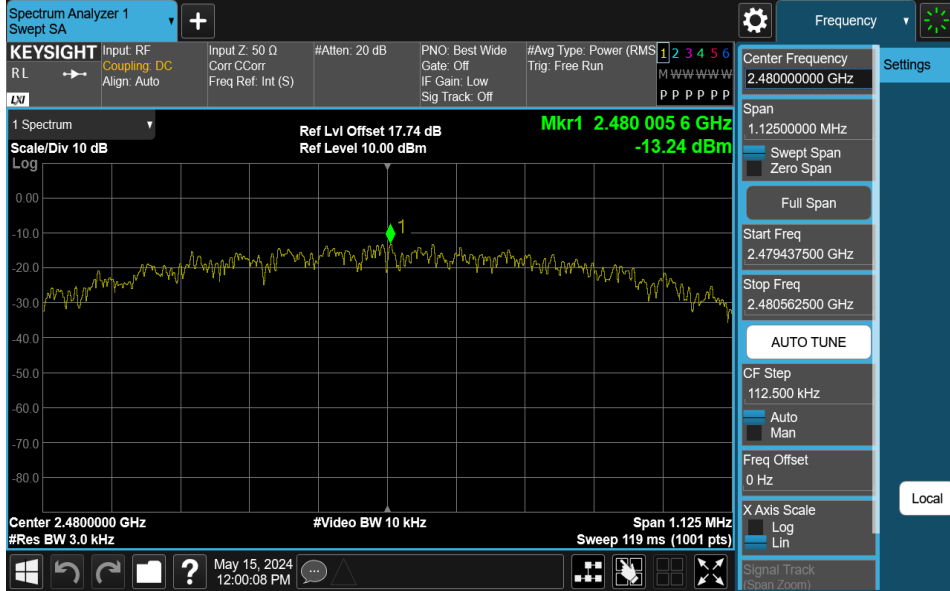 Spectrum Analyzer 1
Swept SA
+
Frequency
KEYSIGHT
R L
LXI
Input: RF
Coupling: DC
Align: Auto
Input Z: 50 Ω
Corr CCorr
Freq Ref: Int (S)
#Atten: 20 dB
PNO: Best Wide
Gate: Off
IF Gain: Low
Sig Track: Off
#Avg Type: Power (RMS
Trig: Free Run
1 2 3 4 5 6
M W W W W W
P P P P P P
1 Spectrum
Scale/Div 10 dB
Log
Ref Lvl Offset 17.74 dB
Ref Level 10.00 dBm
Mkr1 2.480 005 6 GHz
-13.24 dBm
0.00
-10.0
-20.0
-30.0
-40.0
-50.0
-60.0
-70.0
-80.0
1
Center 2.4800000 GHz
#Res BW 3.0 kHz
#Video BW 10 kHz
Span 1.125 MHz
Sweep 119 ms (1001 pts)
Center Frequency
2.480000000 GHz
Span
1.12500000 MHz
Swept Span
Zero Span
Full Span
Start Freq
2.479437500 GHz
Stop Freq
2.480562500 GHz
AUTO TUNE
CF Step
112.500 kHz
Auto
Man
Freq Offset
0 Hz
X Axis Scale
Log
Lin
Signal Track
(Span Zoom)
Settings
Local
?
May 15, 2024
12:00:08 PM